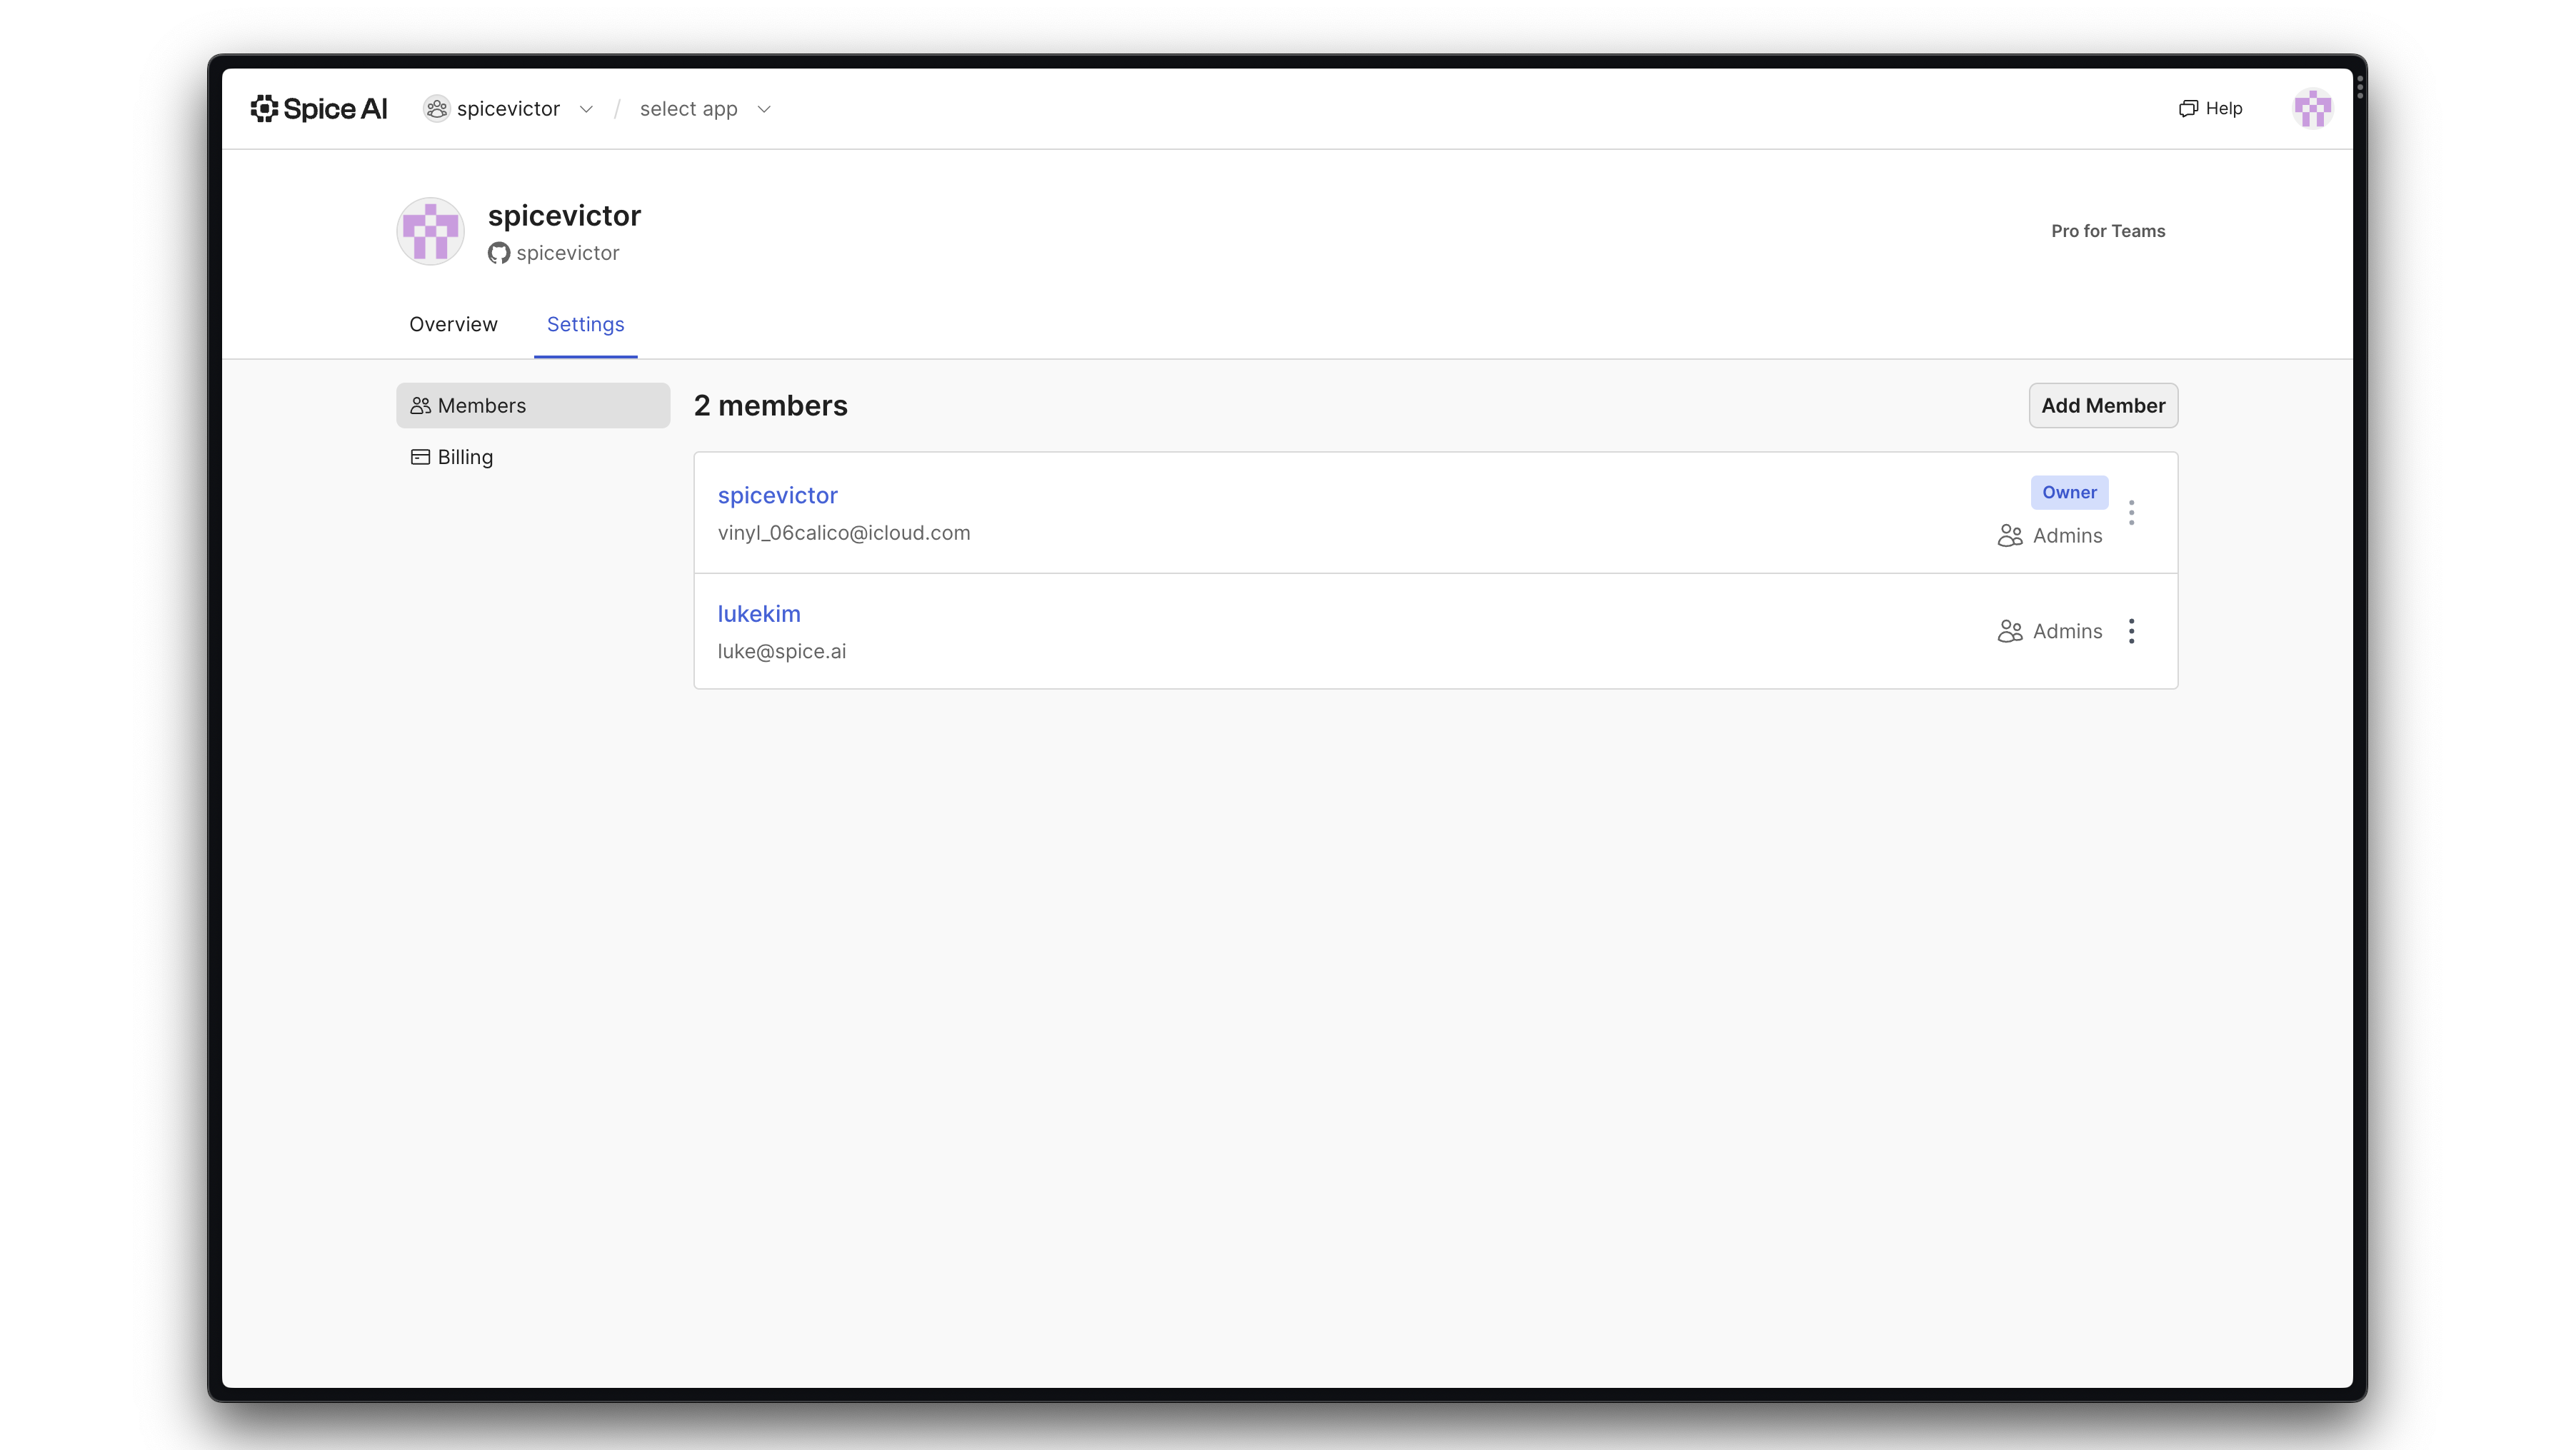 Spice AI spicevictor / select app Help
spicevictor
spicevictor
Pro for Teams
Overview Settings
Members
Billing
2 members Add Member
spicevictor Owner
vinyl_06calico@icloud.com Admins
lukekim Admins
luke@spice.ai